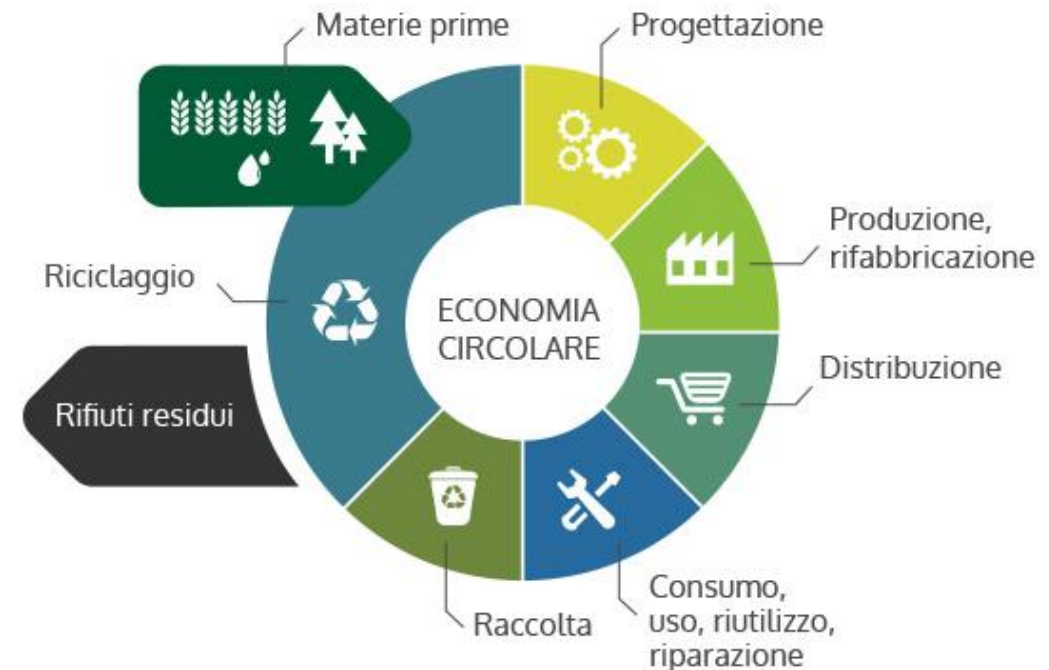 Materie prime
Progettazione
Produzione,
rifabbricazione
Distribuzione
Consumo,
uso, riutilizzo,
riparazione
Raccolta
Rifiuti residui
Riciclaggio
ECONOMIA
CIRCOLARE